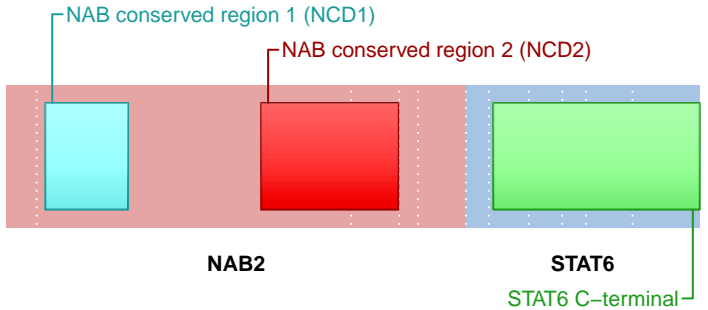 NAB conserved region 1 (NCD1)
NAB conserved region 2 (NCD2)
NAB2 STAT6
STAT6 C−terminal